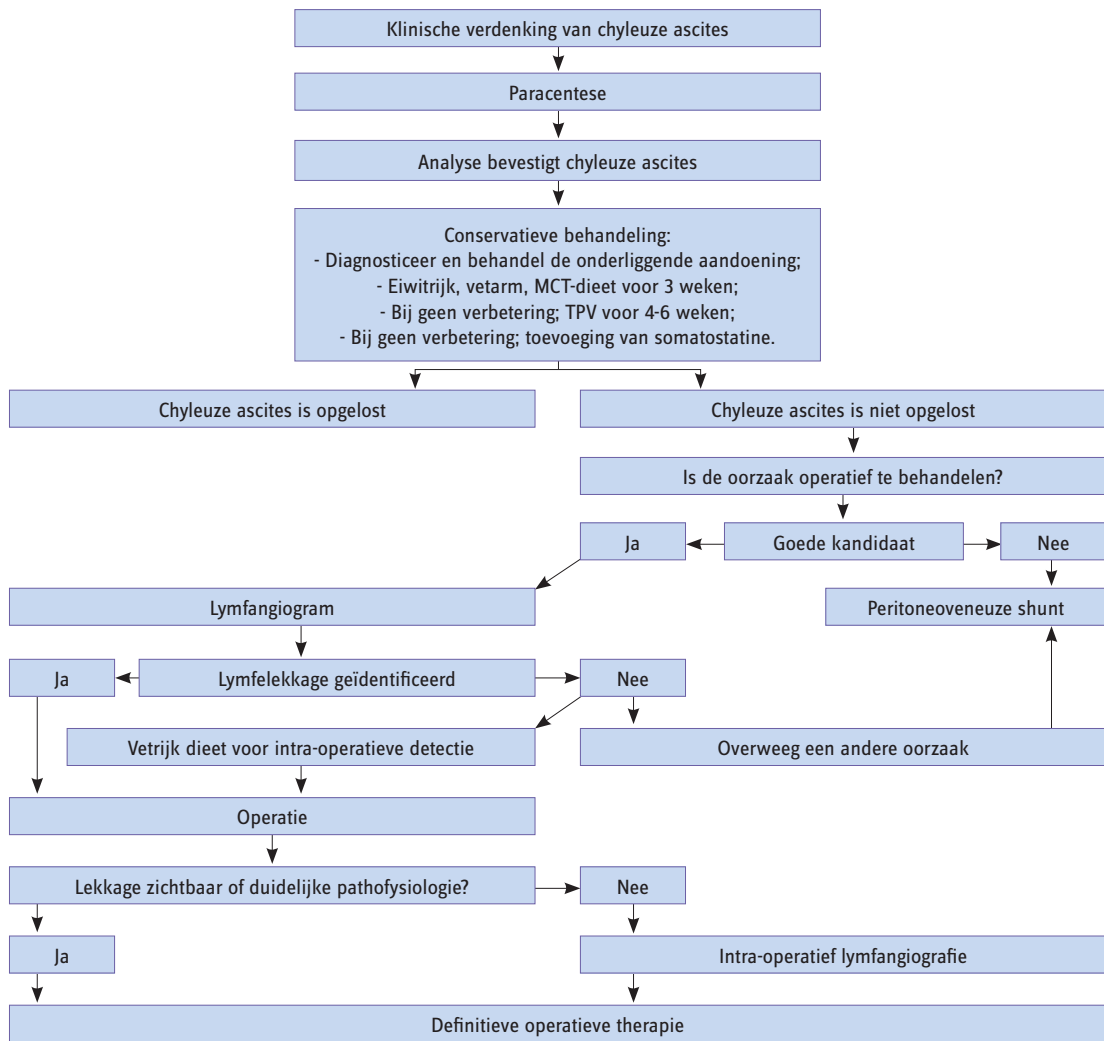 Klinische verdenking van chyleuze ascites
Paracentese
Analyse bevestigt chyleuze ascites
Conservatieve behandeling:
- Diagnosticeer en behandel de onderliggende aandoening;
- Eiwitrijk, vetarm, MCT-dieet voor 3 weken;
- Bij geen verbetering; TPV voor 4-6 weken;
- Bij geen verbetering; toevoeging van somatostatine.
Chyleuze ascites is opgelost
Chyleuze ascites is niet opgelost
Is de oorzaak operatief te behandelen?
Ja
Goede kandidaat
Nee
Lymfangiogram
Peritoneoveneuze shunt
Ja
Lymfelekkage geïdentificeerd
Nee
Vetrijk dieet voor intra-operatieve detectie
Overweeg een andere oorzaak
Operatie
Lekkage zichtbaar of duidelijke pathofysiologie?
Nee
Ja
Intra-operatief lymfangiografie
Definitieve operatieve therapie